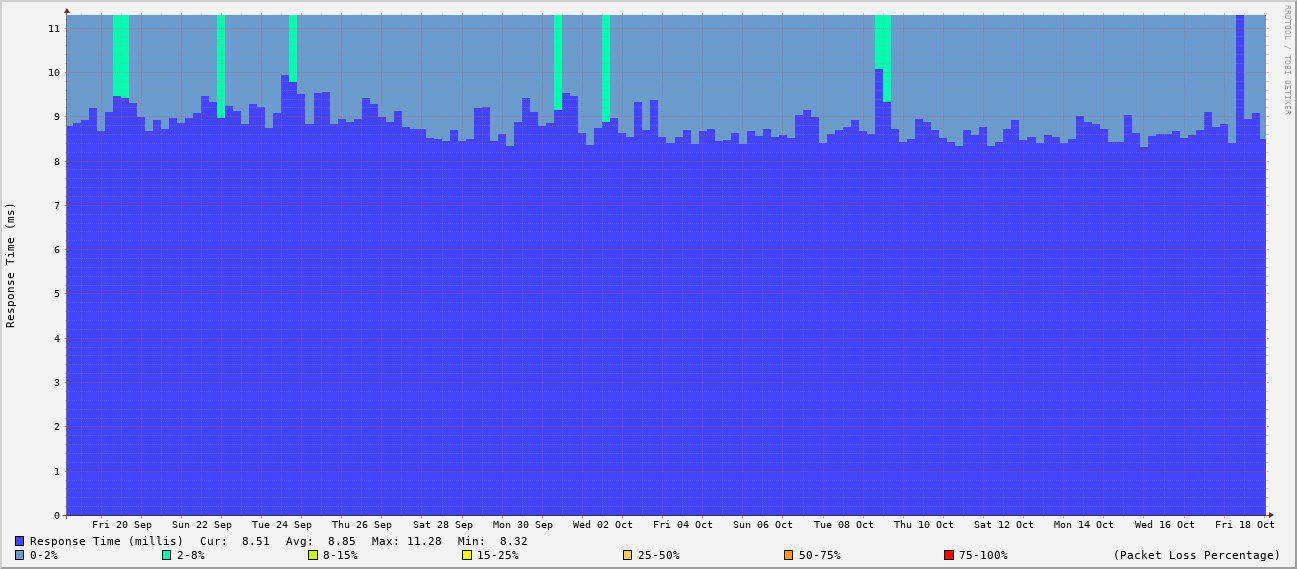 RRDTOOL / TOBI OETIKER
Response Time (ms)
11
10
9
8
7
6
5
4
3
2
1
0
Fri 20 Sep Sun 22 Sep Tue 24 Sep Thu 26 Sep Sat 28 Sep Mon 30 Sep Wed 02 Oct Fri 04 Oct Sun 06 Oct Tue 08 Oct Thu 10 Oct Sat 12 Oct Mon 14 Oct Wed 16 Oct Fri 18 Oct
Response Time (millis) Cur: 8.51 Avg: 8.85 Max: 11.28 Min: 8.32
0-2% 2-8% 8-15% 15-25% 25-50% 50-75% 75-100% (Packet Loss Percentage)